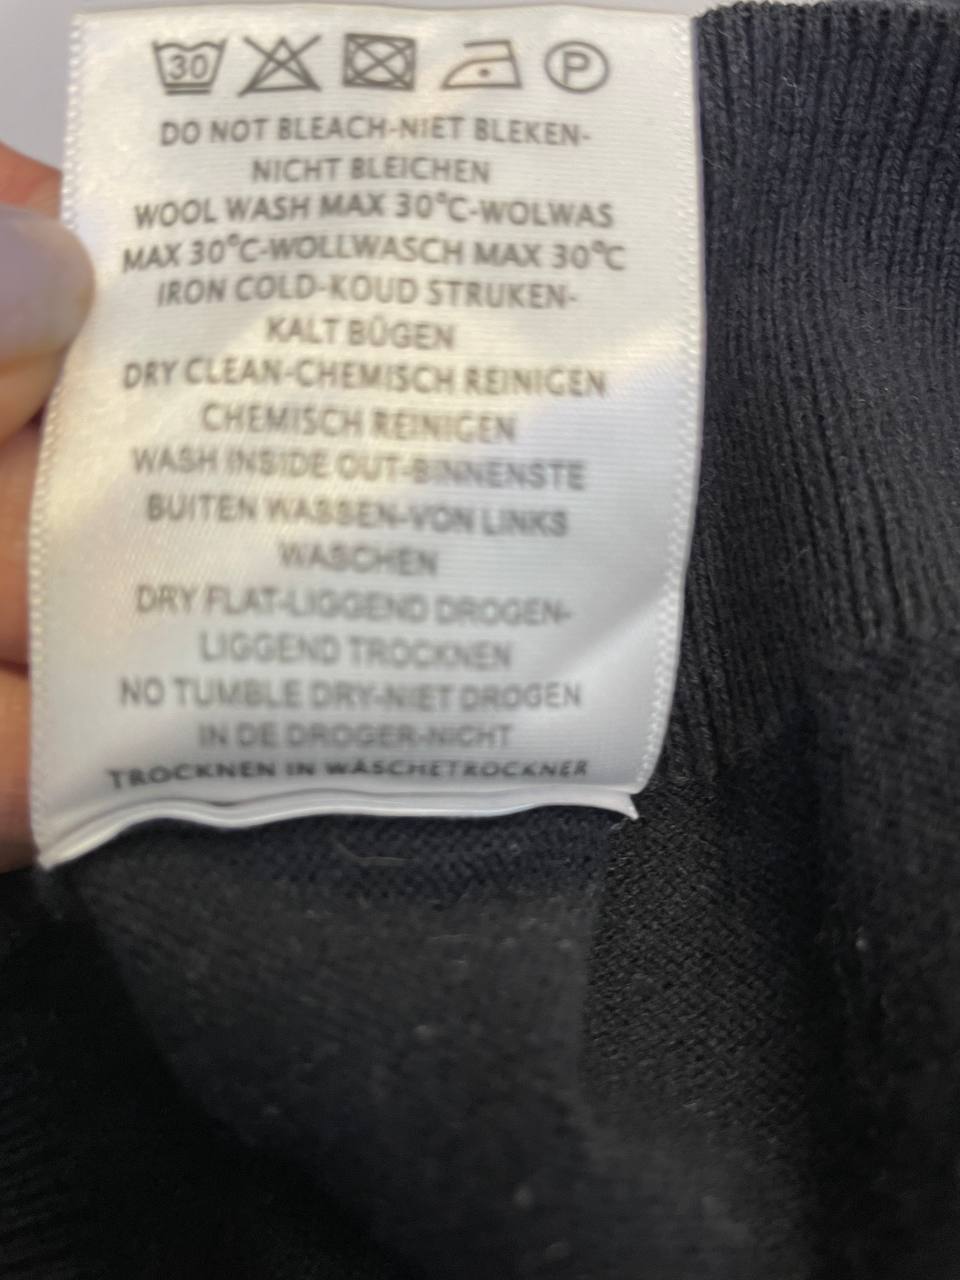 30 P
DO NOT BLEACH-NIET BLEKEN-
NICHT BLEICHEN
WOOL WASH MAX 30°C-WOLWAS
MAX 30°C-WOLLWASCH MAX 30°C
IRON COLD-KOUD STRUKEN-
KALT BÜGEN
DRY CLEAN-CHEMISCH REINIGEN
CHEMISCH REINIGEN
WASH INSIDE OUT-BINNENSTE
BUITEN WASSEN-VON LINKS
WASCHEN
DRY FLAT-LIGGEND DROGEN-
LIGGEND TROCKNEN
NO TUMBLE DRY-NIET DROGEN
IN DE DROGER-NICHT
TROCKNEN IN WÄSCHETROCKNER